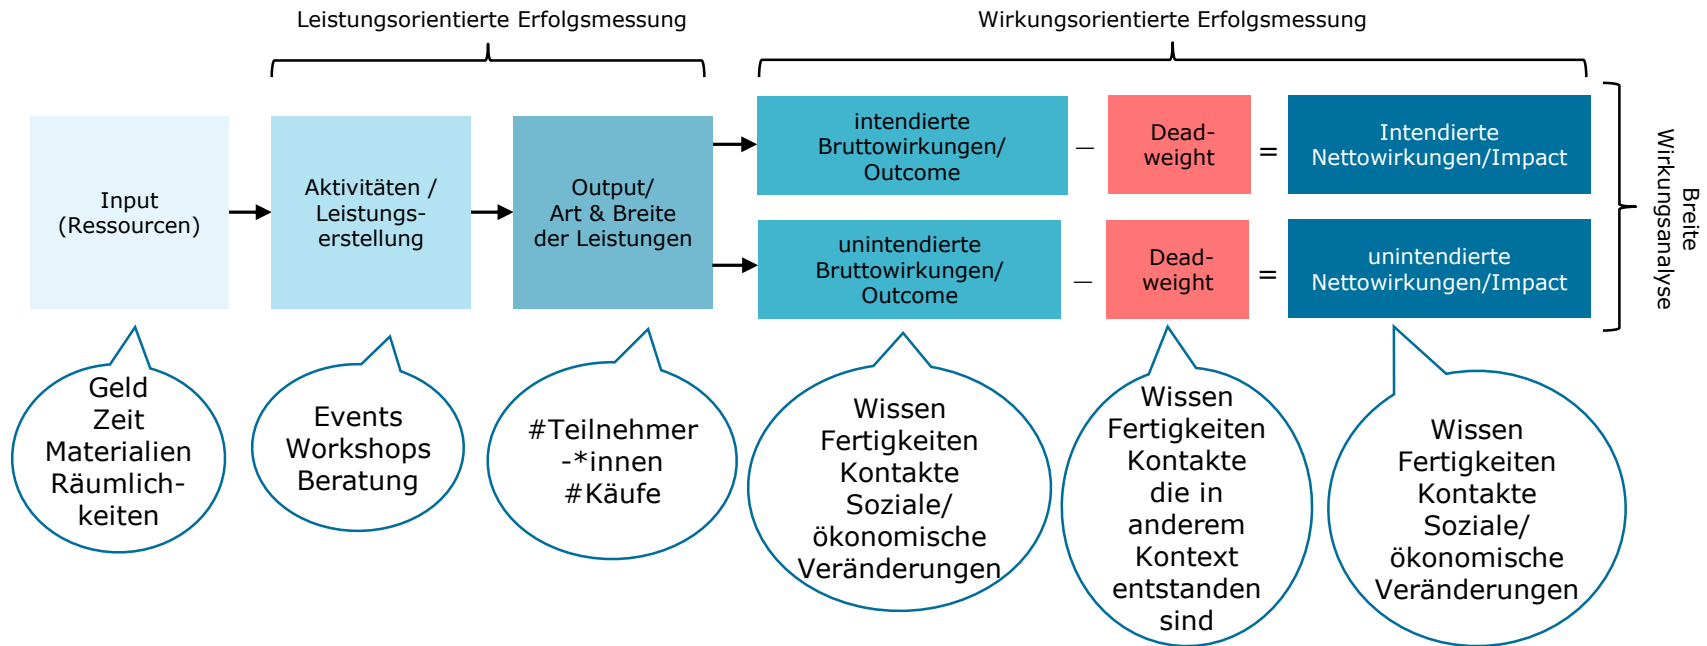 Leistungsorientierte Erfolgsmessung
Wirkungsorientierte Erfolgsmessung
Input
(Ressourcen)
Aktivitäten /
Leistungs-
erstellung
Output/
Art & Breite
der Leistungen
intendierte
Bruttowirkungen/
Outcome
–
Dead-
weight
=
Intendierte
Nettowirkungen/Impact
unintendierte
Bruttowirkungen/
Outcome
–
Dead-
weight
=
unintendierte
Nettowirkungen/Impact
Breite
Wirkungsanalyse
Geld
Zeit
Materialien
Räumlich-
keiten
Events
Workshops
Beratung
#Teilnehmer
-*innen
#Käufe
Wissen
Fertigkeiten
Kontakte
Soziale/
ökonomische
Veränderungen
Wissen
Fertigkeiten
Kontakte
die in
anderem
Kontext
entstanden
sind
Wissen
Fertigkeiten
Kontakte
Soziale/
ökonomische
Veränderungen